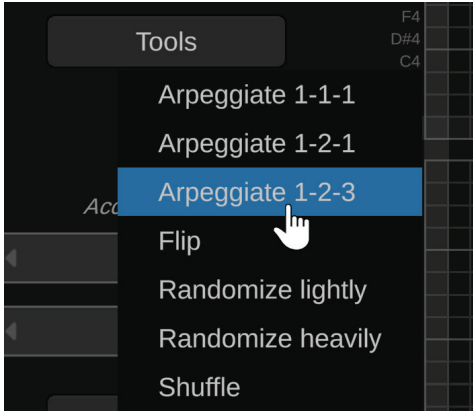 F4
Tools
D#4
C4
Arpeggiate 1-1-1
Arpeggiate 1-2-1
Arpeggiate 1-2-3
Flip
Randomize lightly
Randomize heavily
Shuffle